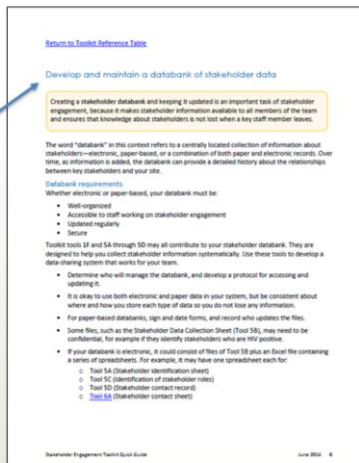 Return to Toolkit Reference Table
Develop and maintain a databank of stakeholder data
Creating a stakeholder databank and keeping it updated is an important task of stakeholder
engagement, because it makes stakeholder information available to all members of the team
and ensures that knowledge about stakeholders is not lost when a key staff member leaves.
The word "databank" in this context refers to a centrally located collection of information about
stakeholders—electronic, paper-based, or a combination of both paper and electronic records. Over
time, as information is added, the databank can provide a detailed history about the relationships
between key stakeholders and your site.
Databank requirements
Whether electronic or paper-based, your databank must be:
• Well-organized
• Accessible to staff working on stakeholder engagement
• Updated regularly
• Secure
Toolkit tools 1F and 5A through 5D may all contribute to your stakeholder databank. They are
designed to help you collect stakeholder information systematically. Use these tools to develop a
data-sharing system that works for your team.
• Determine who will manage the databank, and develop a protocol for accessing and
updating it.
• It is okay to use both electronic and paper data in your system, but be consistent about
where and how you store each type of data so you do not lose any information.
• For paper-based databanks, sign and date forms, and record who updates the files.
• Some files, such as the Stakeholder Data Collection Sheet (Tool 5B), may need to be
confidential, for example if they identify stakeholders who are HIV positive.
• If your databank is electronic, it could consist of files of Tool 5B plus an Excel file containing
a series of spreadsheets. For example, it may have one spreadsheet each for:
o Tool 5A (Stakeholder identification sheet)
o Tool 5C (Identification of stakeholder roles)
o Tool 5D (Stakeholder contact record)
o Tool 6A (Stakeholder contact sheet)
Stakeholder Engagement Toolkit Quick Guide June 2014 6